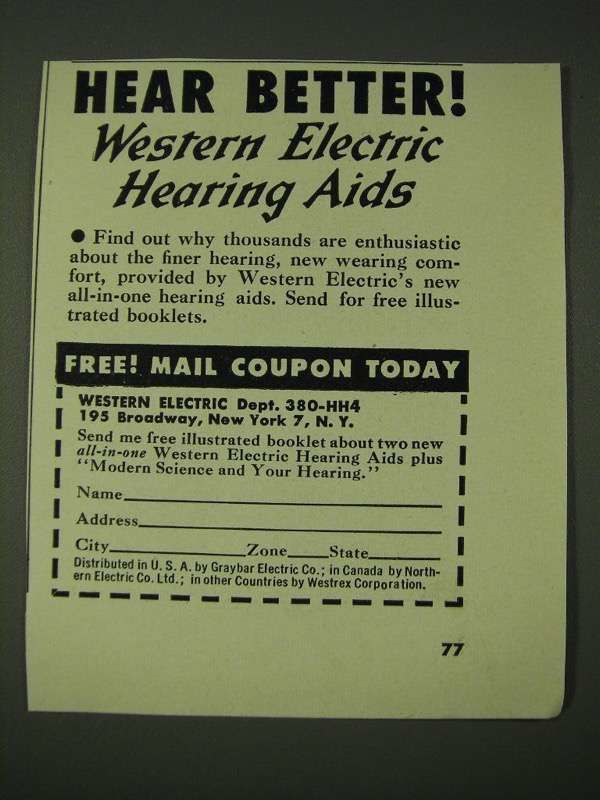 HEAR BETTER!
Western Electric
Hearing Aids
● Find out why thousands are enthusiastic
about the finer hearing, new wearing com-
fort, provided by Western Electric's new
all-in-one hearing aids. Send for free illus-
trated booklets.
FREE! MAIL COUPON TODAY
WESTERN ELECTRIC Dept. 380-HH4
195 Broadway, New York 7, N. Y.
Send me free illustrated booklet about two new
all-in-one Western Electric Hearing Aids plus
"Modern Science and Your Hearing."
Name
Address
City Zone State
Distributed in U. S. A. by Graybar Electric Co.; in Canada by North-
ern Electric Co. Ltd.; in other Countries by Westrex Corporation.
77